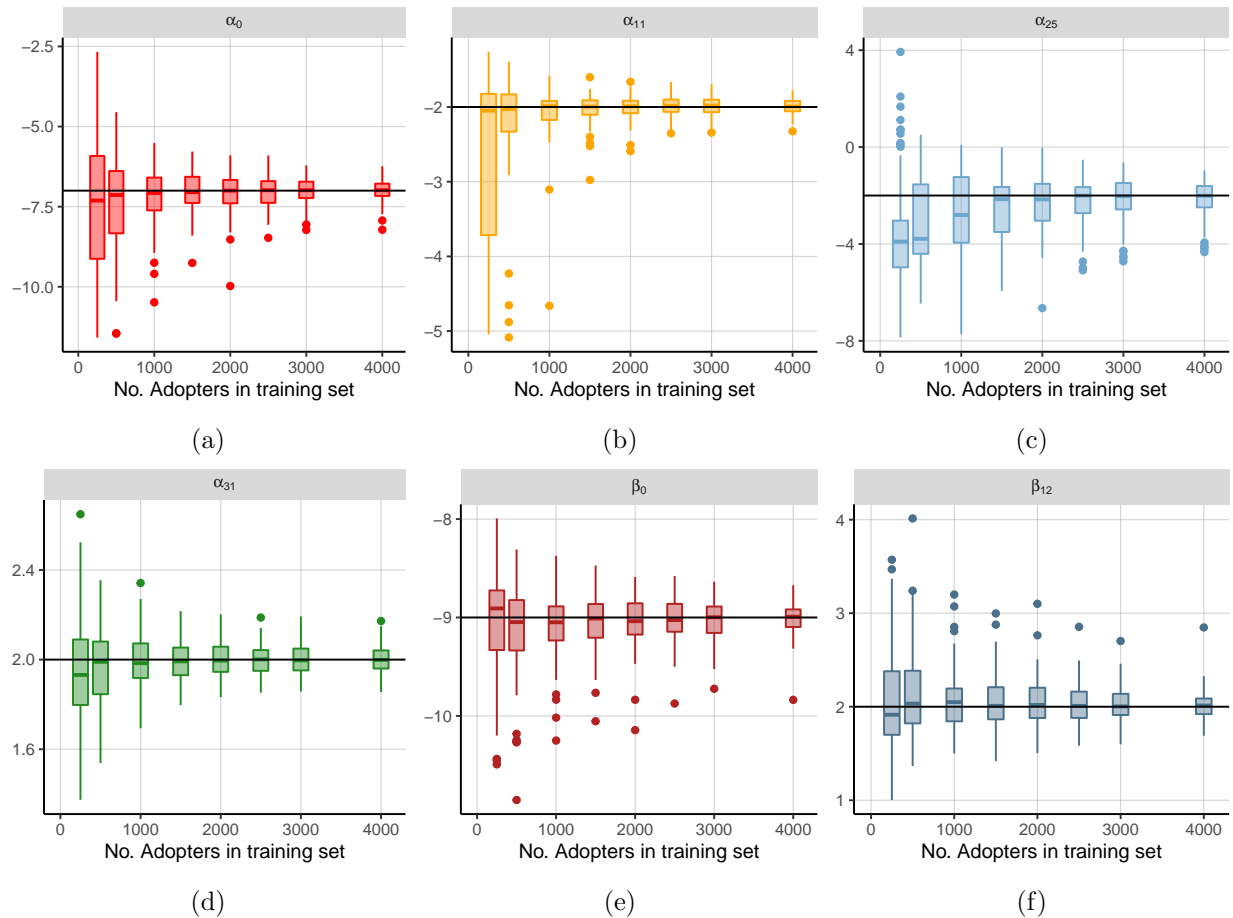 α₀ α₁₁ α₂₅
−2.5
−5.0
−7.5
−10.0
0 1000 2000 3000 4000
No. Adopters in training set
(a)
−2
−3
−4
−5
0 1000 2000 3000 4000
No. Adopters in training set
(b)
4
0
−4
−8
0 1000 2000 3000 4000
No. Adopters in training set
(c)
α₃₁ β₀ β₁₂
2.4
2.0
1.6
0 1000 2000 3000 4000
No. Adopters in training set
(d)
−8
−9
−10
0 1000 2000 3000 4000
No. Adopters in training set
(e)
4
3
2
1
0 1000 2000 3000 4000
No. Adopters in training set
(f)